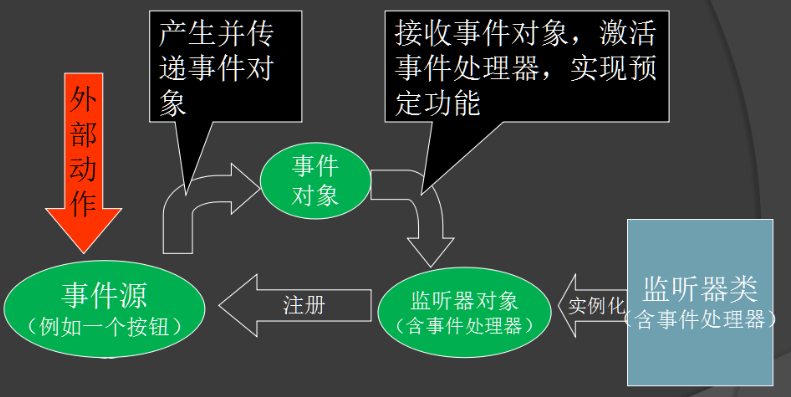 产生并传
递事件对
象
接收事件对象，激活
事件处理器，实现预
定功能
外
部
动
作
事件
对象
事件源
（例如一个按钮）
注册
监听器对象
（含事件处理器）
实例化
监听器类
（含事件处理器）